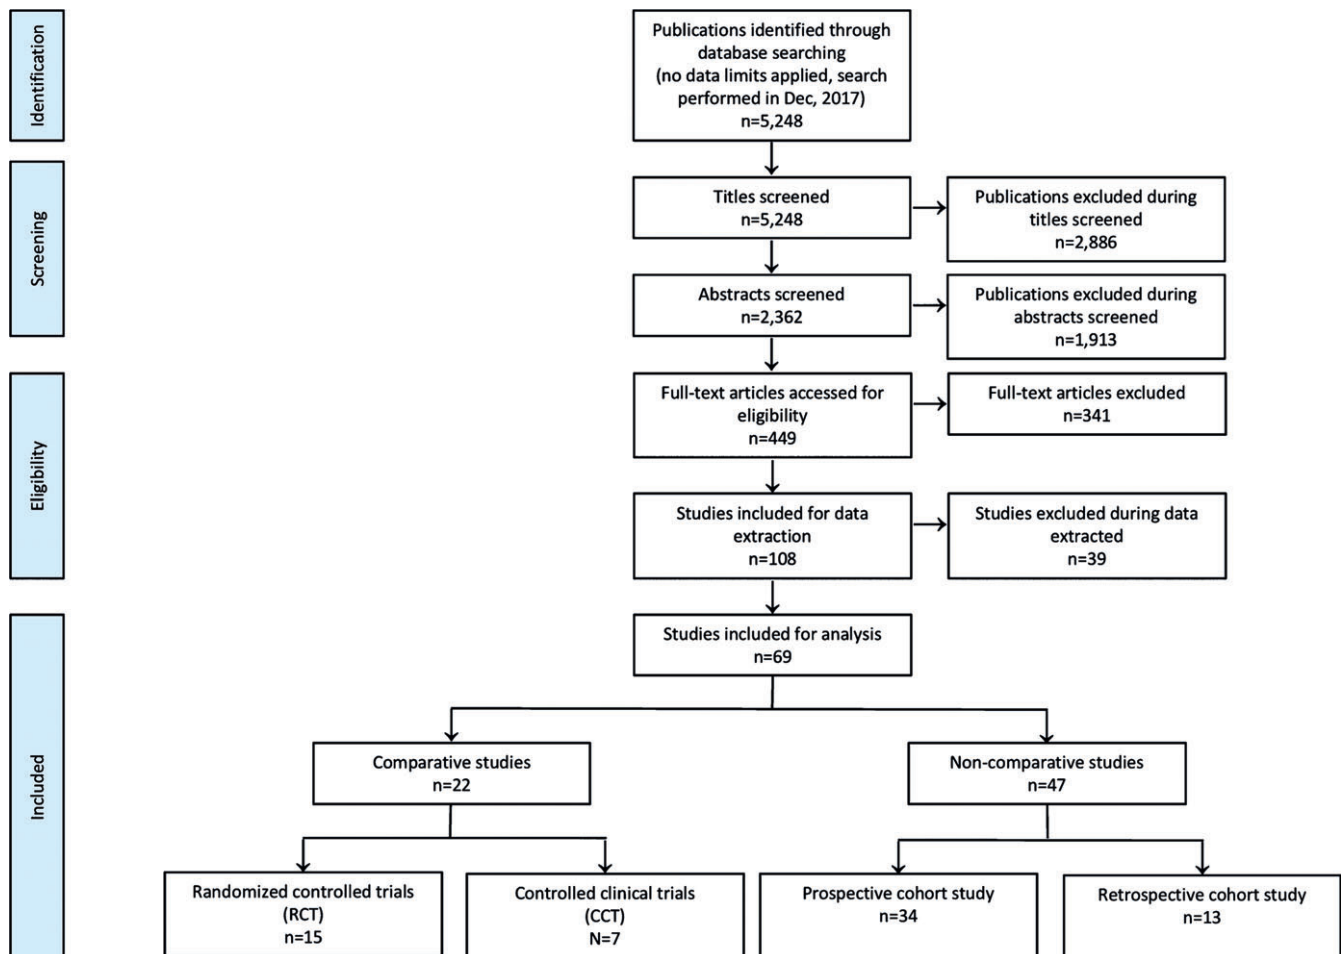 Identification
Publications identified through
database searching
(no data limits applied, search
performed in Dec, 2017)
n=5,248
Screening
Titles screened
n=5,248
Publications excluded during
titles screened
n=2,886
Abstracts screened
n=2,362
Publications excluded during
abstracts screened
n=1,913
Eligibility
Full-text articles accessed for
eligibility
n=449
Full-text articles excluded
n=341
Studies included for data
extraction
n=108
Studies excluded during data
extracted
n=39
Included
Studies included for analysis
n=69
Comparative studies
n=22
Non-comparative studies
n=47
Randomized controlled trials
(RCT)
n=15
Controlled clinical trials
(CCT)
N=7
Prospective cohort study
n=34
Retrospective cohort study
n=13